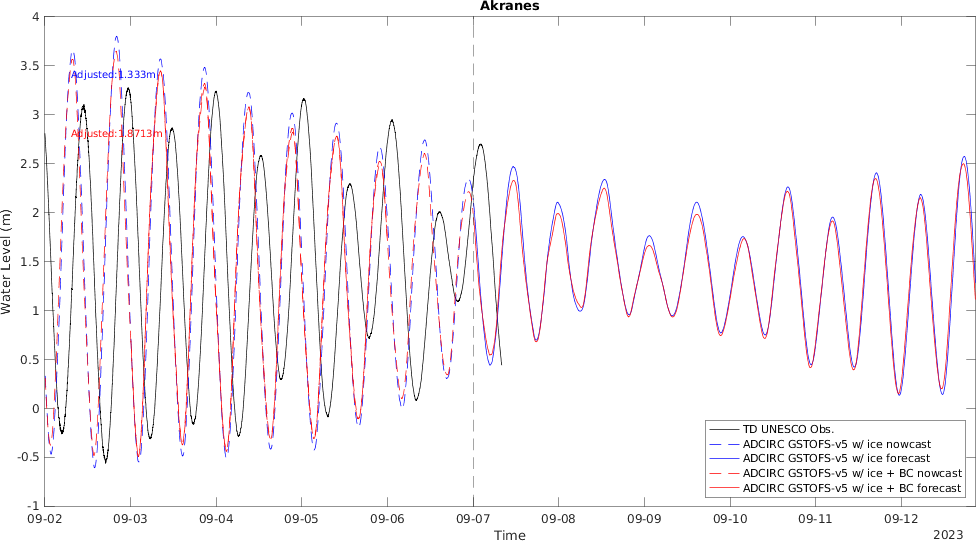 Akranes
4
3.5
3
2.5
2
1.5
1
0.5
0
-0.5
-1
Water Level (m)
Adjusted:1.333m
Adjusted:1.8713m
TD UNESCO Obs.
ADCIRC GSTOFS-v5 w/ ice nowcast
ADCIRC GSTOFS-v5 w/ ice forecast
ADCIRC GSTOFS-v5 w/ ice + BC nowcast
ADCIRC GSTOFS-v5 w/ ice + BC forecast
09-02 09-03 09-04 09-05 09-06 09-07 09-08 09-09 09-10 09-11 09-12
Time
2023